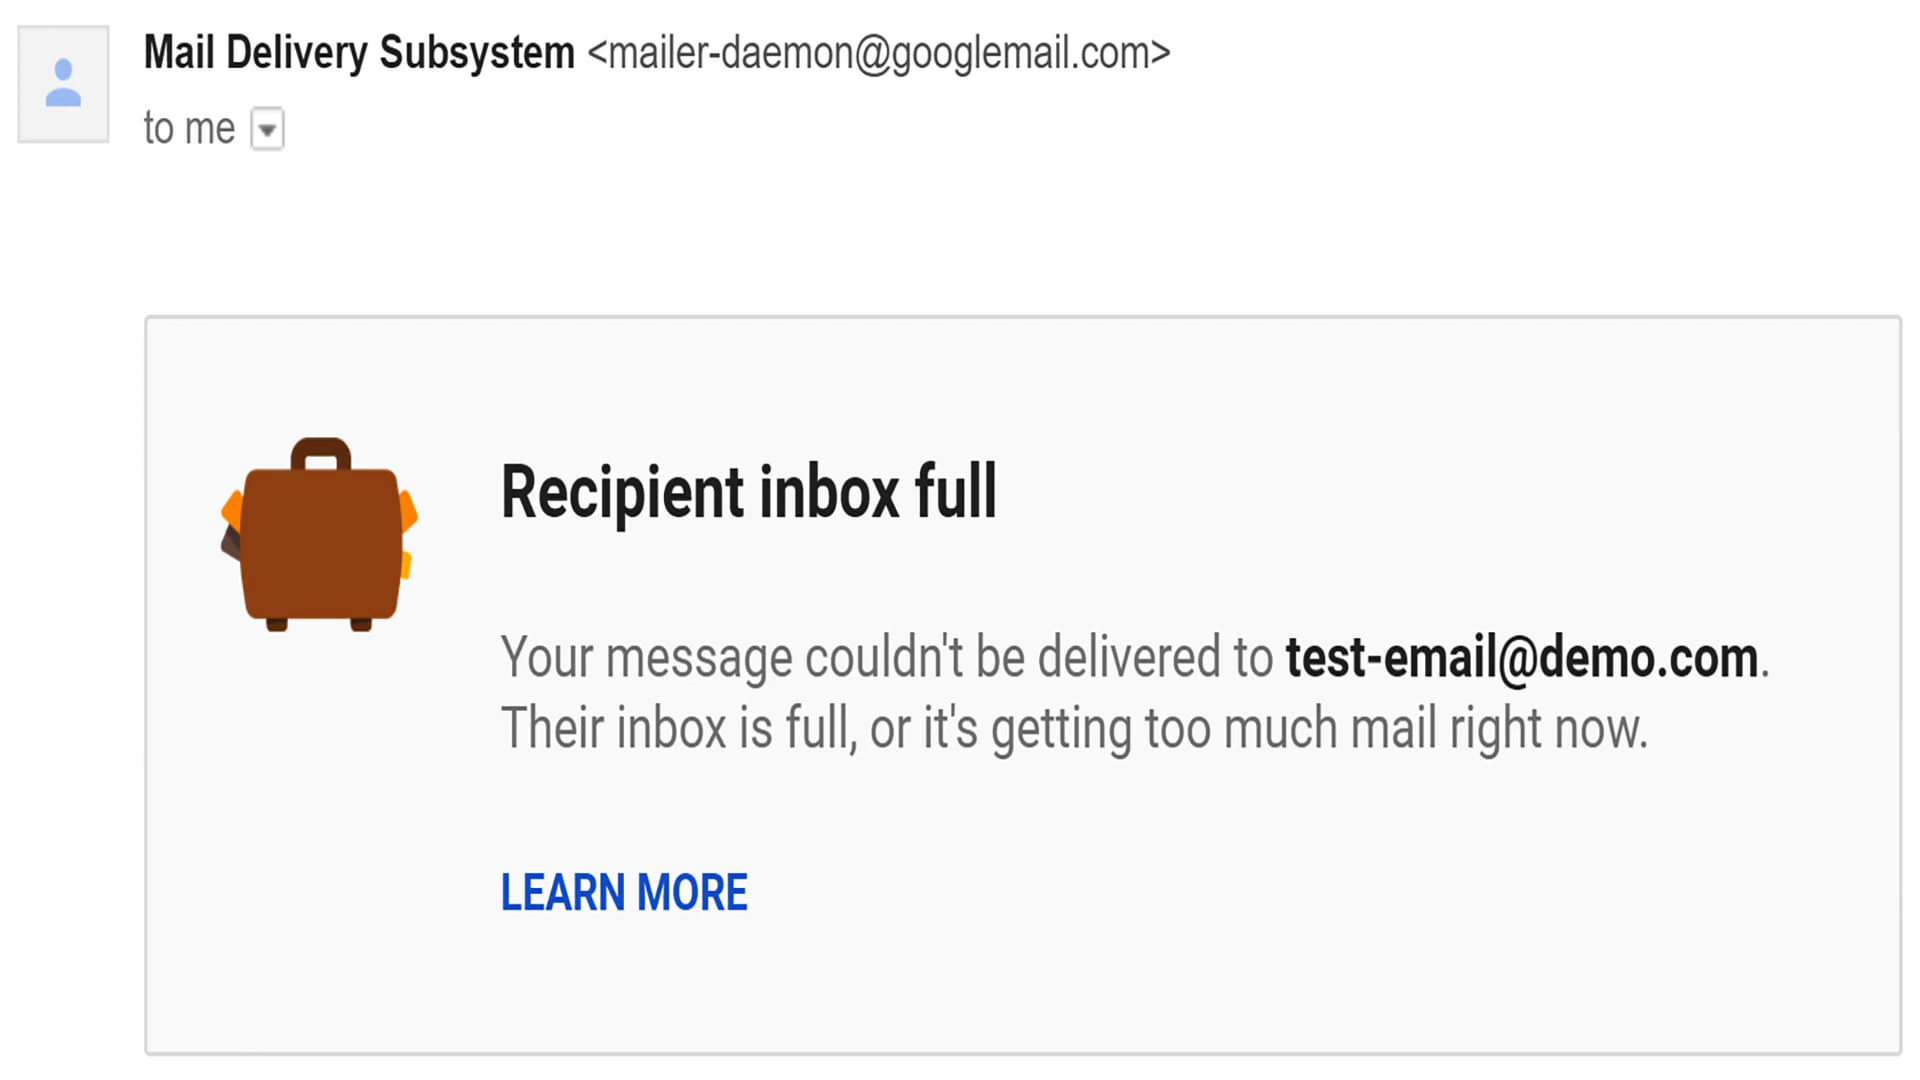 Mail Delivery Subsystem <mailer-daemon@googlemail.com>
to me
Recipient inbox full
Your message couldn't be delivered to test-email@demo.com.
Their inbox is full, or it's getting too much mail right now.
LEARN MORE